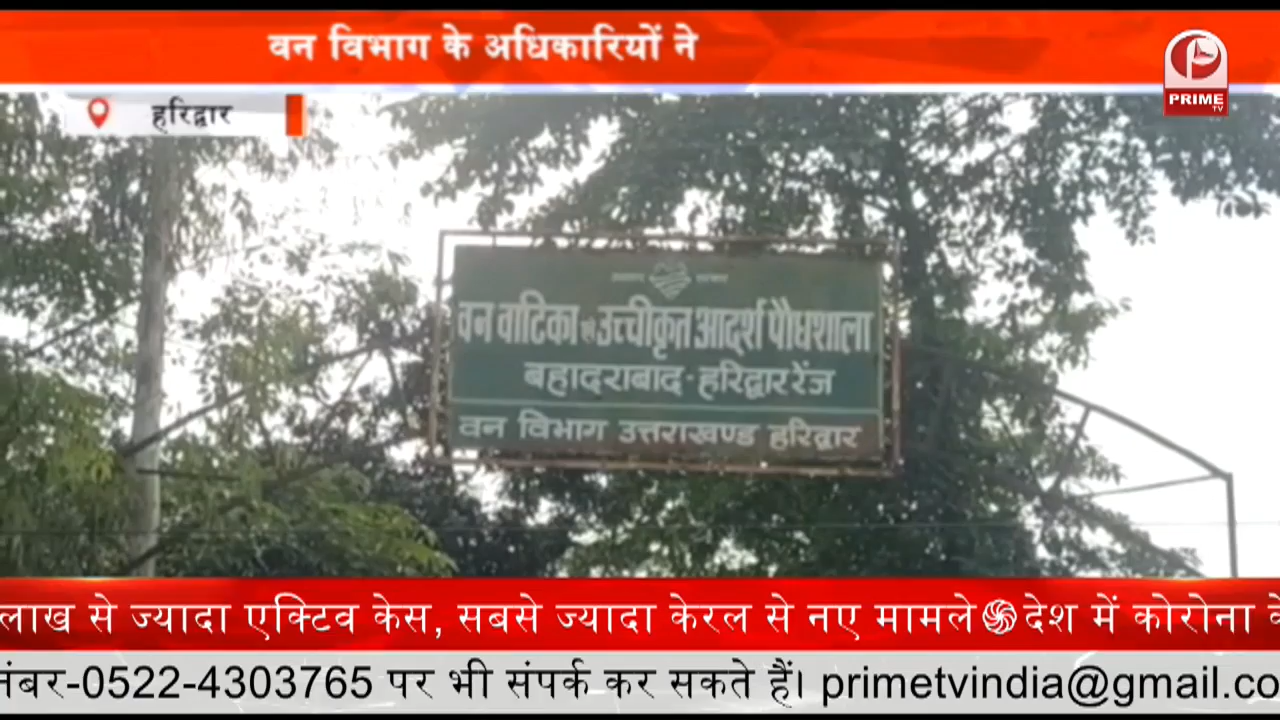 वन विभाग के अधिकारियों ने
PRIME
TV
हरिद्वार
वन वाटिका एवं उच्चीकृत आदर्श पौधशाला
बहादराबाद - हरिद्वार रेंज
वन विभाग उत्तराखण्ड हरिद्वार
लाख से ज्यादा एक्टिव केस, सबसे ज्यादा केरल से नए मामले देश में कोरोना के
नंबर-0522-4303765 पर भी संपर्क कर सकते हैं। primetvindia@gmail.co